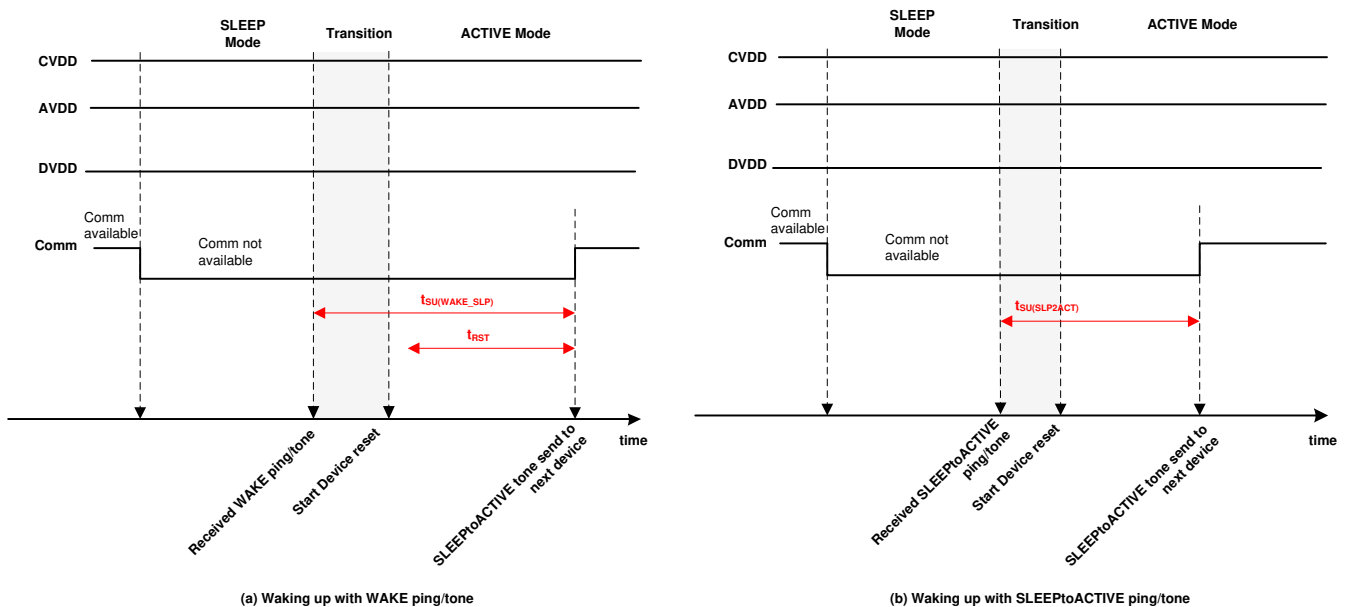 SLEEP
Mode
Transition
ACTIVE Mode
CVDD
AVDD
DVDD
Comm
available
Comm
Comm not
available
tSU(WAKE_SLP)
tRST
time
Received WAKE ping/tone
Start Device reset
SLEEPtoACTIVE tone send to
next device
(a) Waking up with WAKE ping/tone
SLEEP
Mode
Transition
ACTIVE Mode
CVDD
AVDD
DVDD
Comm
available
Comm
Comm not
available
tSU(SLP2ACT)
time
Received SLEEPtoACTIVE
ping/tone
Start Device reset
SLEEPtoACTIVE tone send to
next device
(b) Waking up with SLEEPtoACTIVE ping/tone